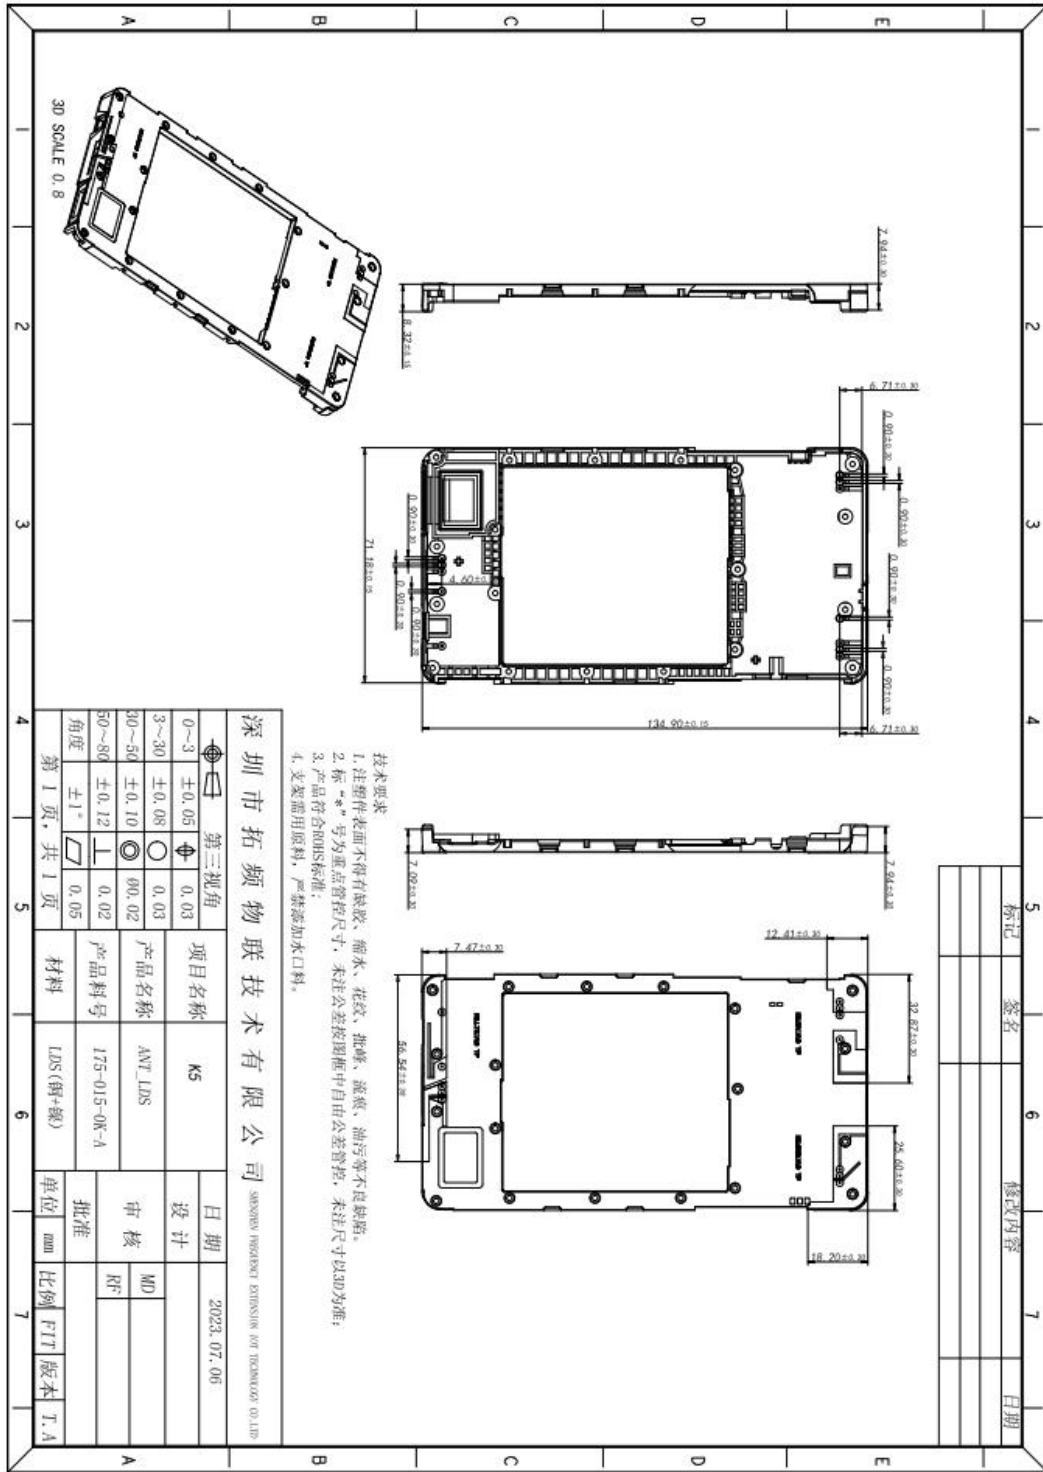 标记 签名 修改内容 日期
1 2 3 4 5 6 7
E
D
C
B
A
7.94±0.30
8.32±0.15
6.71±0.30
0.90±0.30
0.90±0.30
0.90±0.30
0.90±0.30
6.71±0.30
134.90±0.15
71.18±0.15
0.90±0.30
0.90±0.30
0.90±0.30
4.60±0.
7.94±0.30
7.09±0.30
12.41±0.30
32.87±0.30
25.60±0.30
18.20±0.30
7.47±0.30
56.54±0.30
3D SCALE 0.8
技术要求
1. 注塑件表面不得有缺胶、缩水、花纹、批峰、流痕、油污等不良缺陷。
2. 标“*”号为重点管控尺寸，未注公差按图框中自由公差管控，未注尺寸以3D为准；
3. 产品符合ROHS标准；
4. 支架需用原料，严禁添加水口料。
深圳市拓频物联技术有限公司
第三视角
0~3 ±0.05 0.03
3~30 ±0.08 0.03
30~50 ±0.10 Ø0.02
50~80 ±0.12 0.02
角度 ±1° 0.05
第 1 页，共 1 页
项目名称 K5
产品名称 ANT_LDS
产品料号 175-015-0K-A
材料 LDS(铜+镍)
日期 2023.07.06
设计
审核 MD
RF
批准
单位 mm 比例 FIT 版本 T.A
1 2 3 4 5 6 7
E
D
C
B
A